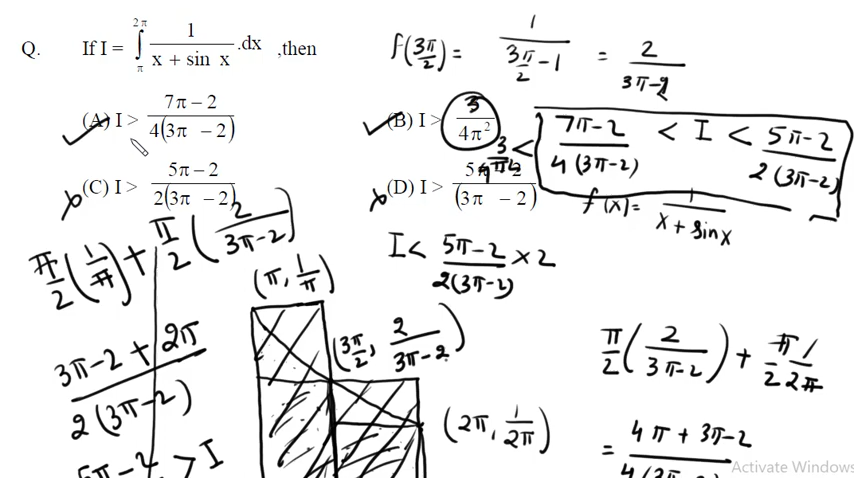 Q. If I = ∫_π^{2π} 1/(x + sin x) .dx ,then
f(3π/2) = 1/(3π/2 − 1) = 2/(3π−2)
(A) I > (7π − 2)/(4(3π − 2))
(B) I > 3/(4π²)
(C) I > (5π − 2)/(2(3π − 2))
(D) I > /(3π − 2)
< (7π−2)/(4(3π−2)) < I < (5π−2)/(2(3π−2))
f(x) = 1/(x + sinx)
π/2 (1/π) + π/2 (2/(3π−2))
I < (5π−2)/(2(3π−2)) × 2
(π, 1/π)
(3π−2 + 2π)/(2(3π−2))
(3π/2, 2/(3π−2))
π/2 (2/(3π−2)) + π/2 1/2π
(2π, 1/2π)
= (4π + 3π−2)/
5π−2 > I
Activate Windows